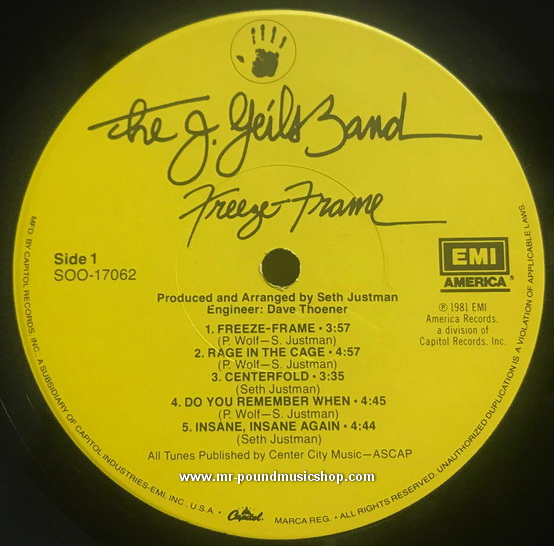 The J. Geils Band
Freeze-Frame
Side 1
SOO-17062
EMI
AMERICA®
℗ 1981 EMI
America Records,
a division of
Capitol Records, Inc.
Produced and Arranged by Seth Justman
Engineer: Dave Thoener
1. FREEZE-FRAME • 3:57
(P. Wolf—S. Justman)
2. RAGE IN THE CAGE • 4:57
(P. Wolf—S. Justman)
3. CENTERFOLD • 3:35
(Seth Justman)
4. DO YOU REMEMBER WHEN • 4:45
(P. Wolf—S. Justman)
5. INSANE, INSANE AGAIN • 4:44
(Seth Justman)
All Tunes Published by Center City Music—ASCAP
www.mr-poundmusicshop.com
MFD. BY CAPITOL RECORDS, INC. A SUBSIDIARY OF CAPITOL INDUSTRIES-EMI, INC., U.S.A. • Capitol® MARCA REG. • ALL RIGHTS RESERVED. UNAUTHORIZED DUPLICATION IS A VIOLATION OF APPLICABLE LAWS